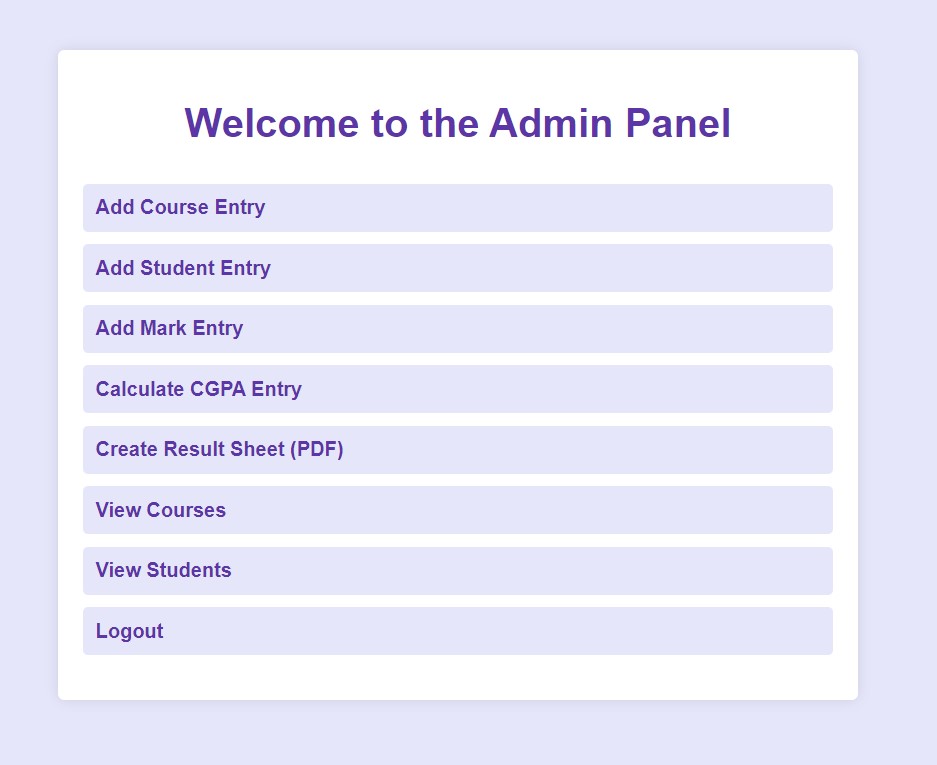 Welcome to the Admin Panel
Add Course Entry
Add Student Entry
Add Mark Entry
Calculate CGPA Entry
Create Result Sheet (PDF)
View Courses
View Students
Logout